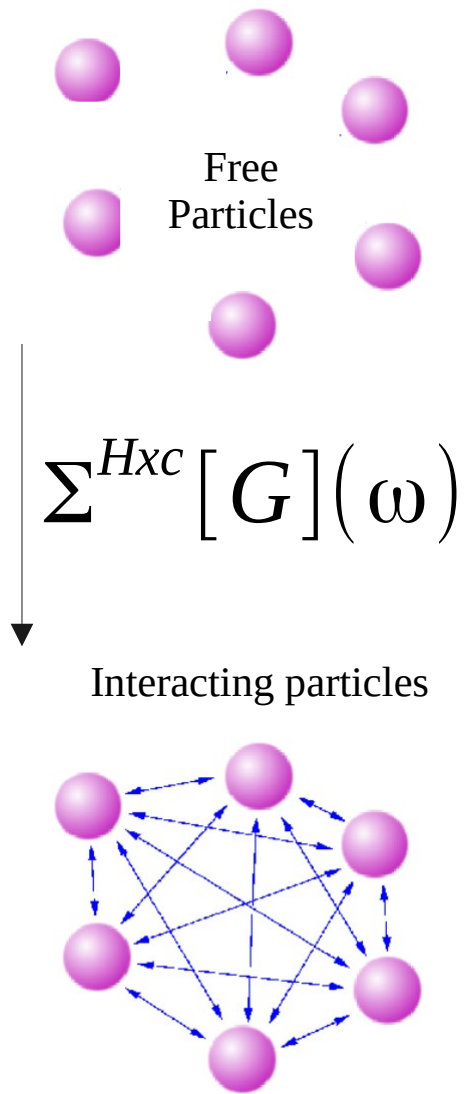 Free
Particles
Σ^{Hxc}[G](ω)
Interacting particles